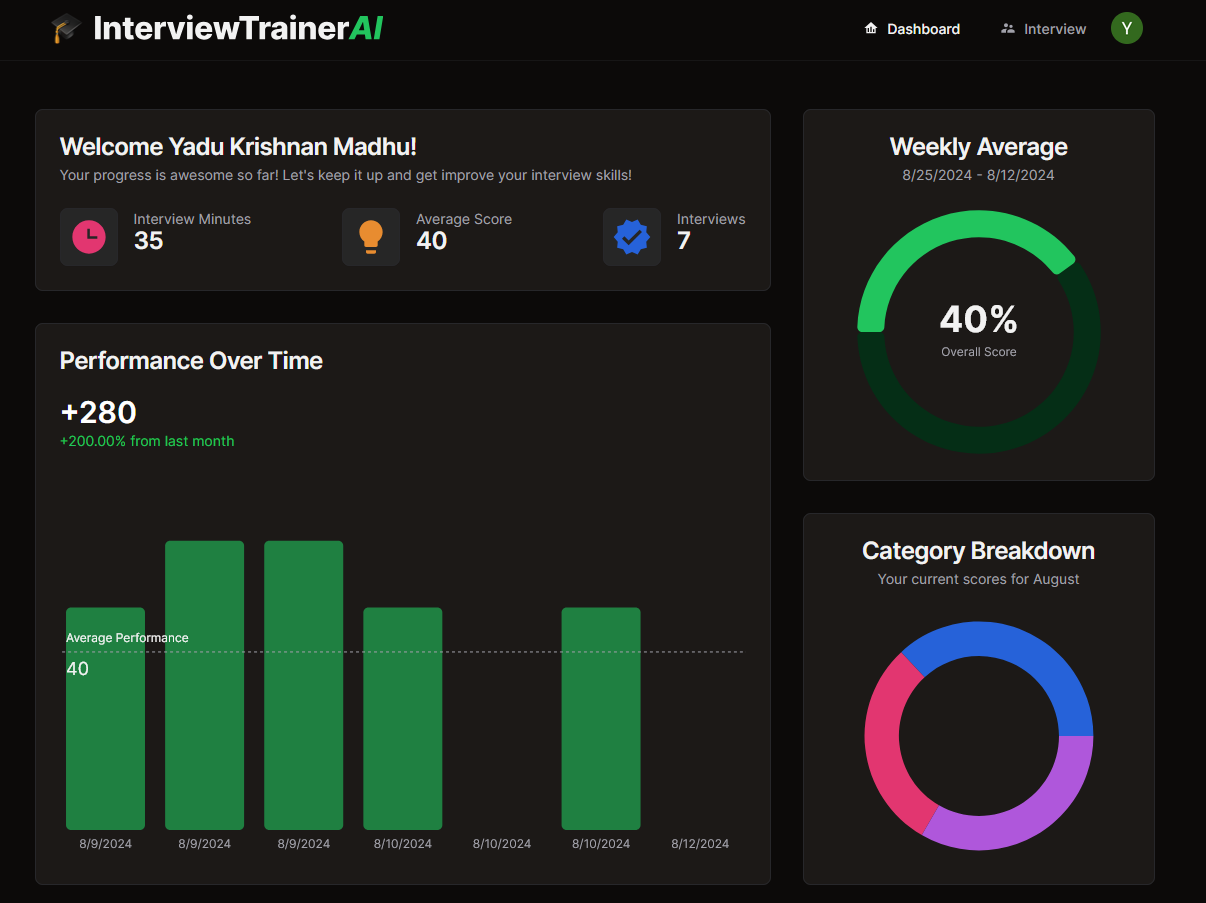 InterviewTrainerAI
Dashboard
Interview
Y
Welcome Yadu Krishnan Madhu!
Your progress is awesome so far! Let's keep it up and get improve your interview skills!
Interview Minutes
35
Average Score
40
Interviews
7
Weekly Average
8/25/2024 - 8/12/2024
40%
Overall Score
Performance Over Time
+280
+200.00% from last month
Average Performance
40
8/9/2024
8/9/2024
8/9/2024
8/10/2024
8/10/2024
8/10/2024
8/12/2024
Category Breakdown
Your current scores for August